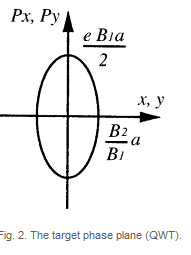 Px, Py
e B1a
2
x, y
B2
a
B1
Fig. 2. The target phase plane (QWT).